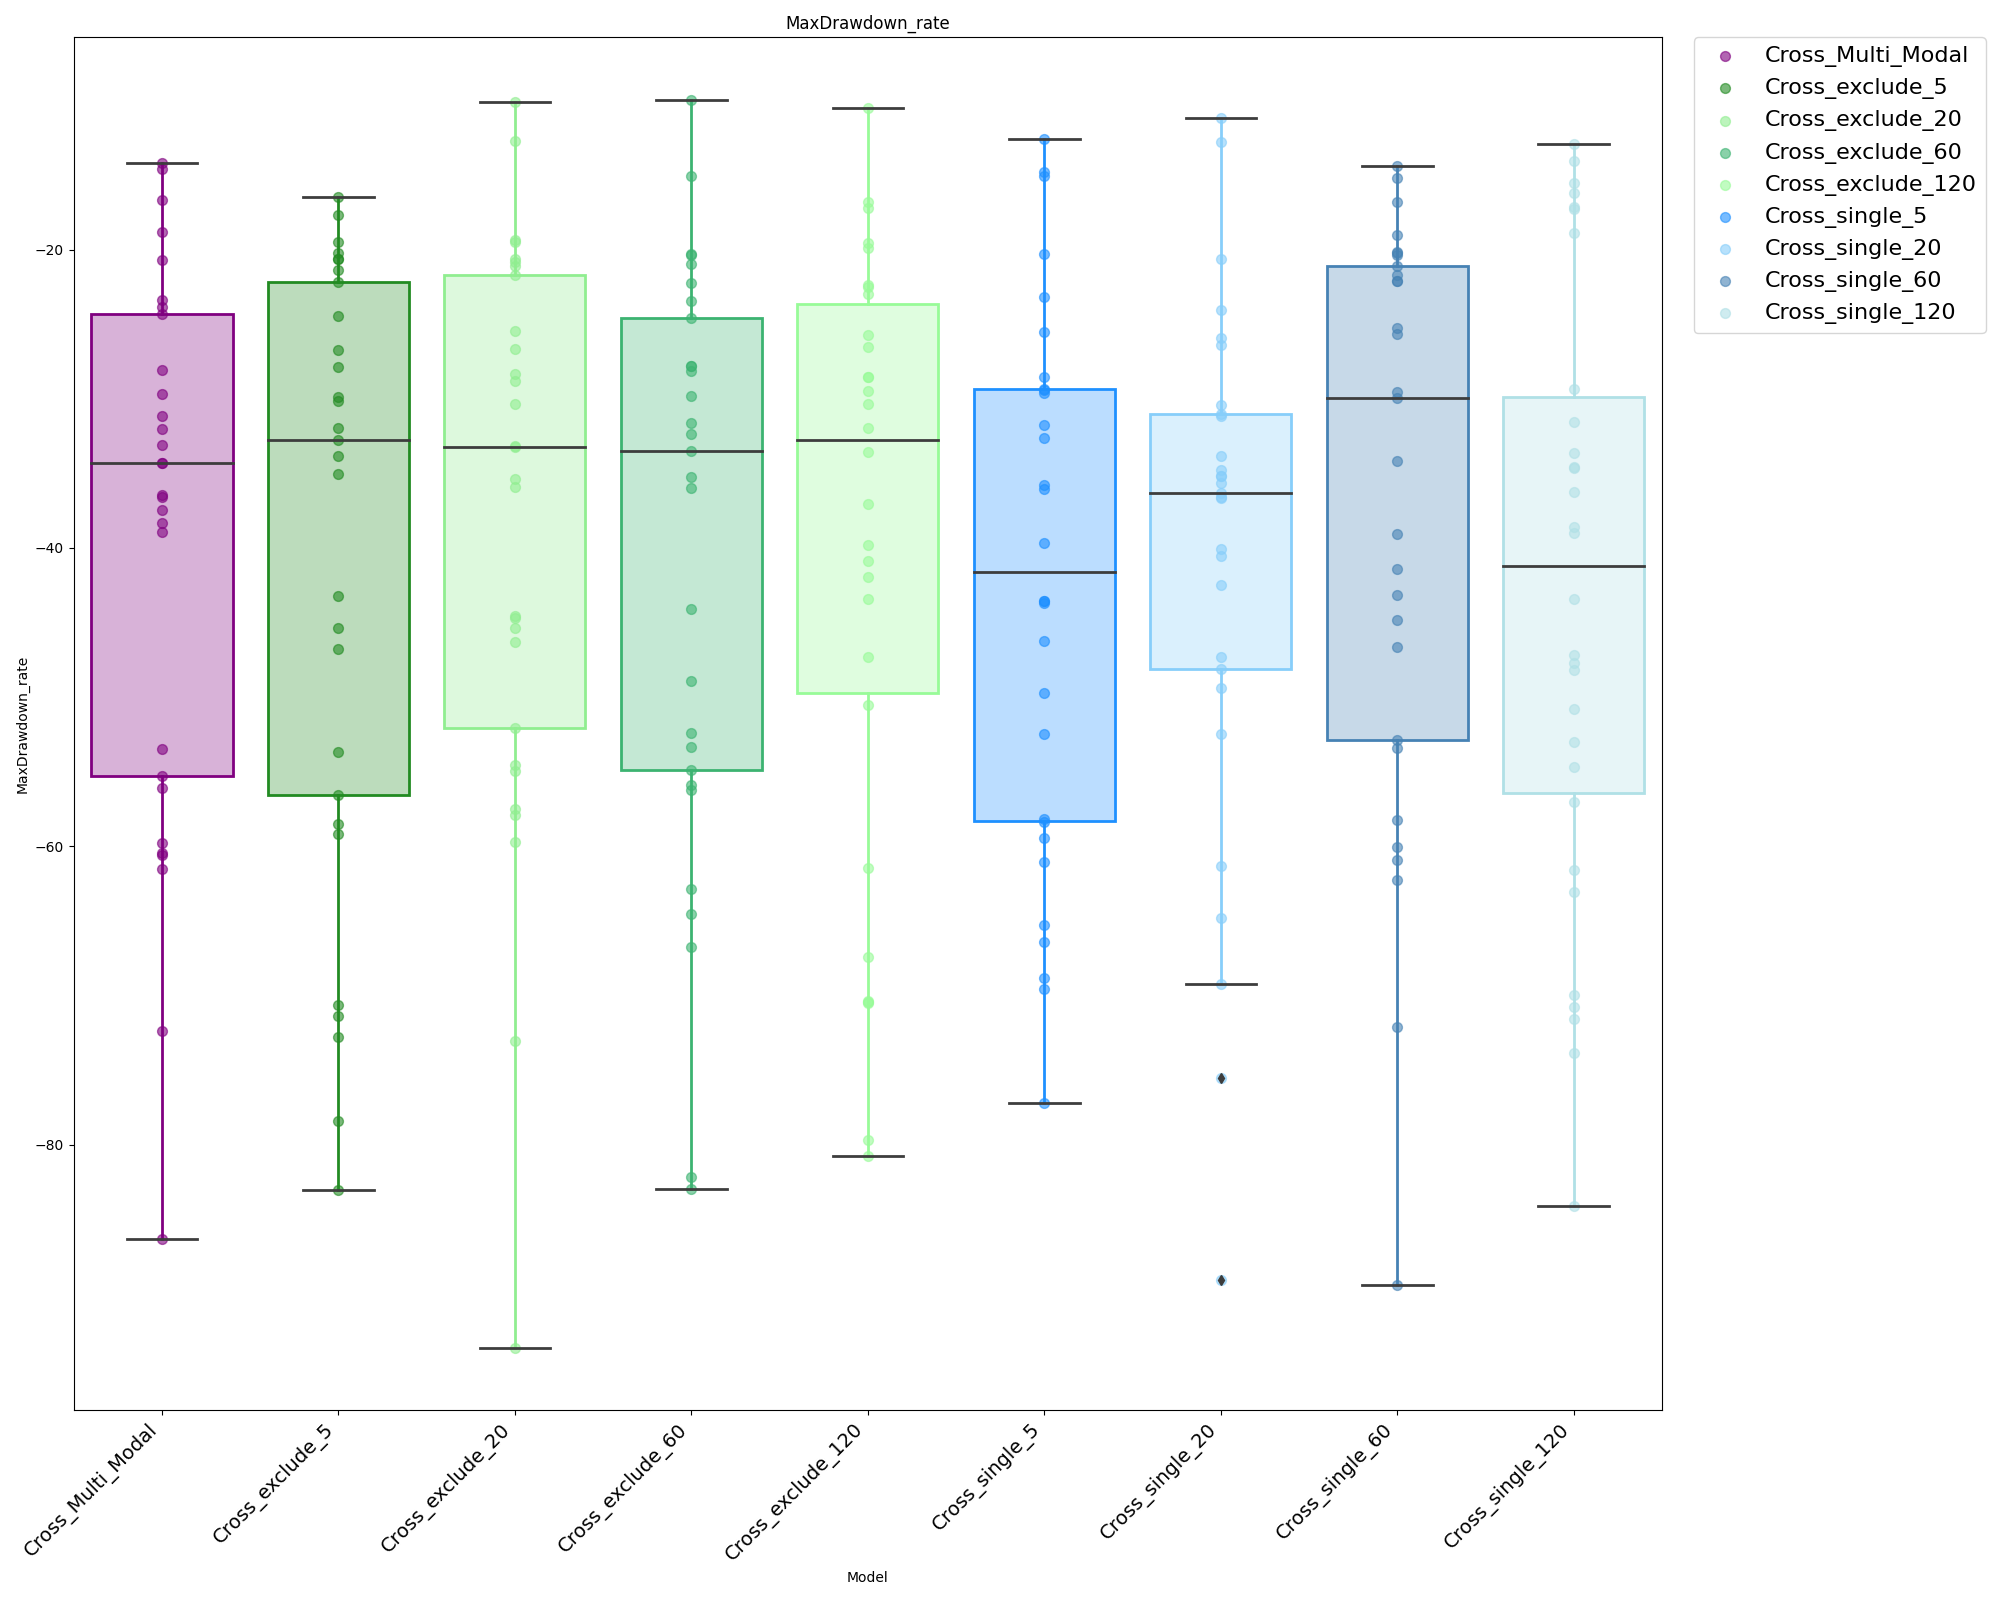 MaxDrawdown_rate
Cross_Multi_Modal
Cross_exclude_5
Cross_exclude_20
Cross_exclude_60
Cross_exclude_120
Cross_single_5
Cross_single_20
Cross_single_60
Cross_single_120
MaxDrawdown_rate
−20
−40
−60
−80
Cross_Multi_Modal
Cross_exclude_5
Cross_exclude_20
Cross_exclude_60
Cross_exclude_120
Cross_single_5
Cross_single_20
Cross_single_60
Cross_single_120
Model